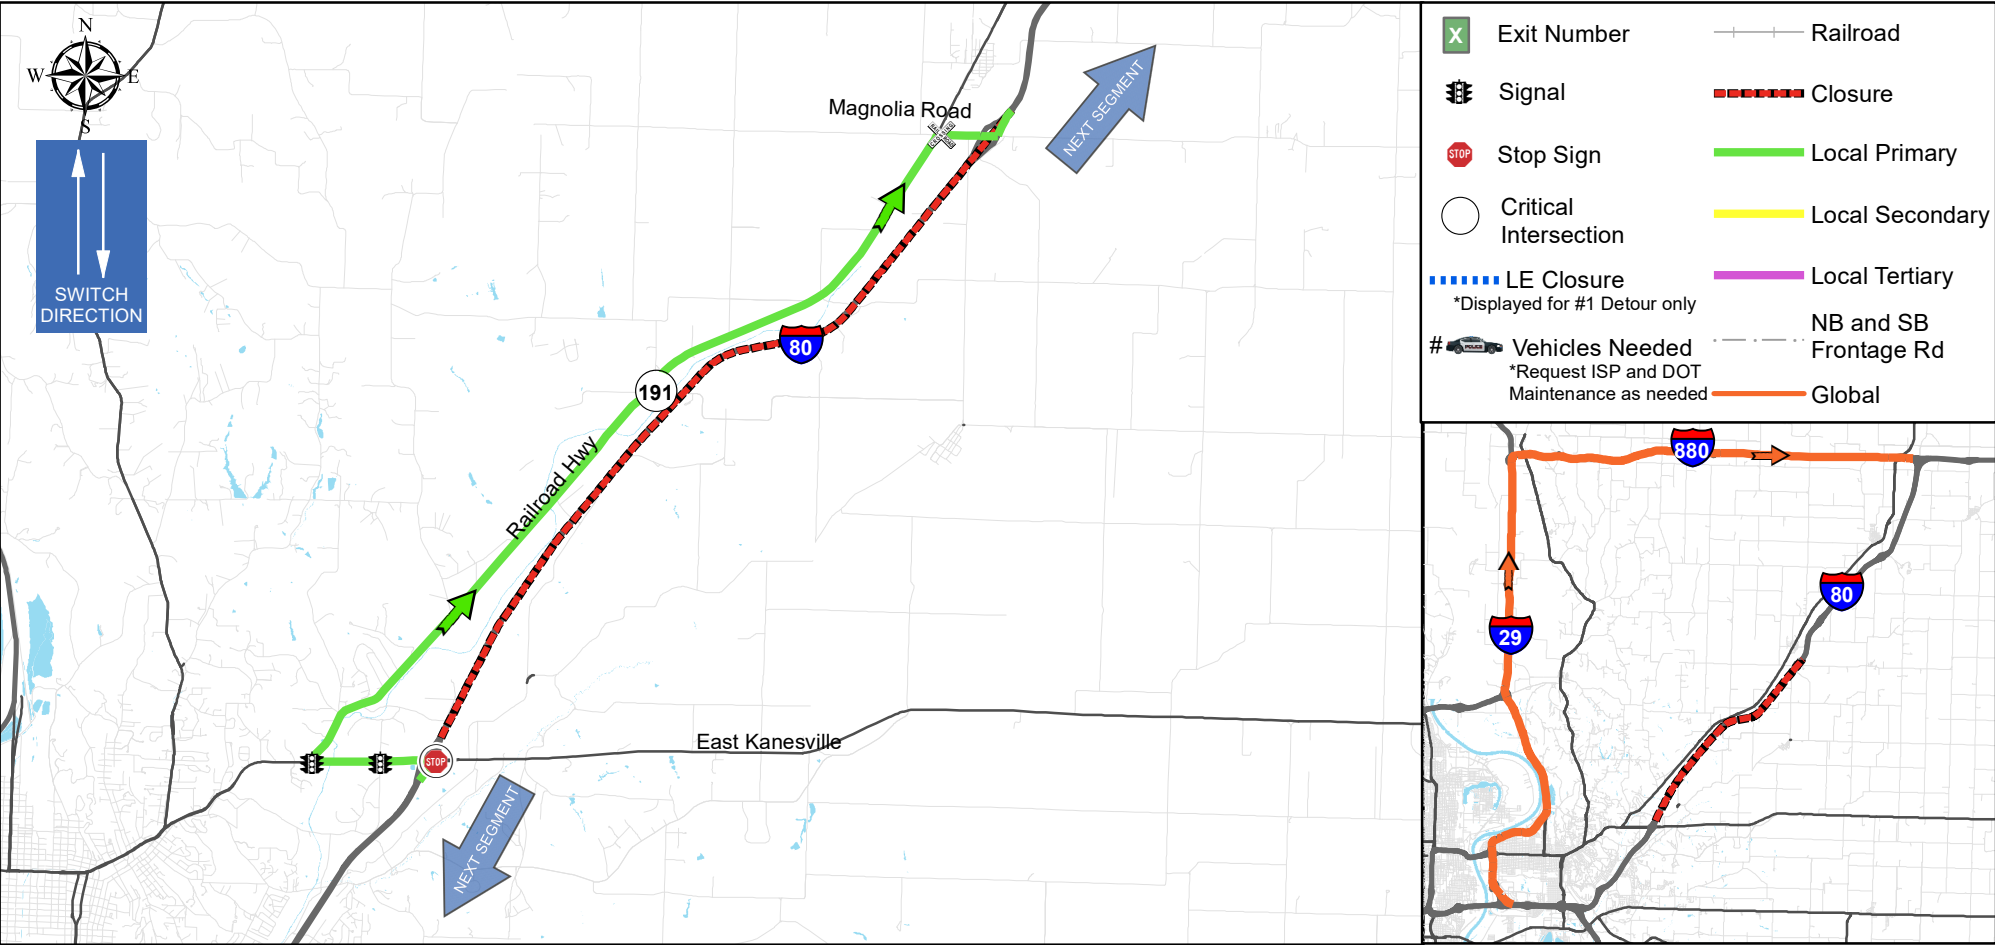 N
W
E
S
SWITCH
DIRECTION
Magnolia Road
NEXT SEGMENT
80
191
Railroad Hwy
STOP
East Kanesville
NEXT SEGMENT
X
Exit Number
Signal
STOP
Stop Sign
Critical
Intersection
LE Closure
*Displayed for #1 Detour only
#
POLICE
Vehicles Needed
*Request ISP and DOT
Maintenance as needed
Railroad
Closure
Local Primary
Local Secondary
Local Tertiary
NB and SB
Frontage Rd
Global
880
80
29